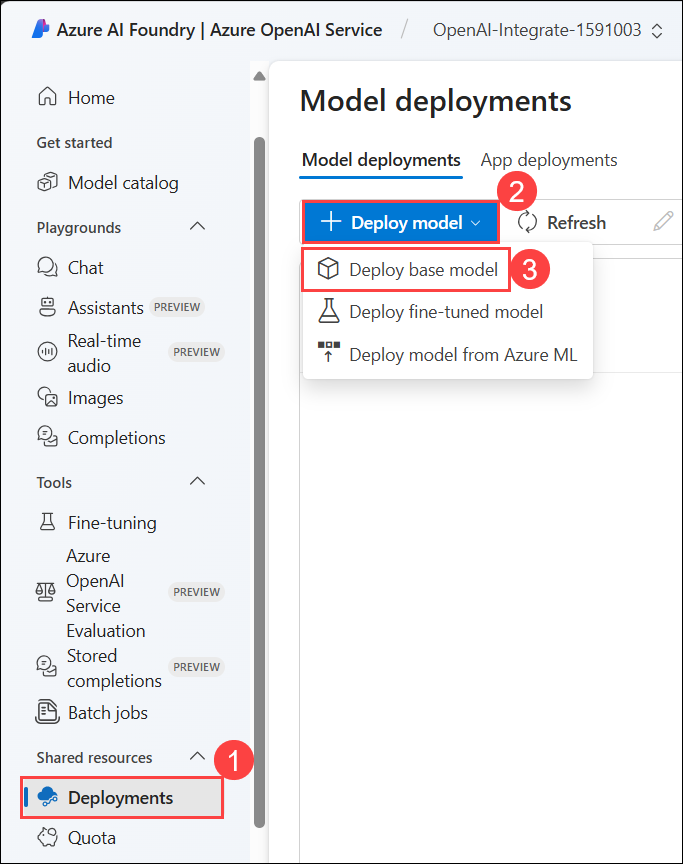 Azure AI Foundry | Azure OpenAI Service / OpenAI-Integrate-1591003
Home
Get started
Model catalog
Playgrounds
Chat
Assistants PREVIEW
Real-time
audio
PREVIEW
Images
Completions
Tools
Fine-tuning
Azure
OpenAI
Service
Evaluation
PREVIEW
Stored
completions
PREVIEW
Batch jobs
Shared resources
1
Deployments
Quota
Model deployments
Model deployments App deployments
2
Deploy model Refresh
Deploy base model 3
Deploy fine-tuned model
Deploy model from Azure ML